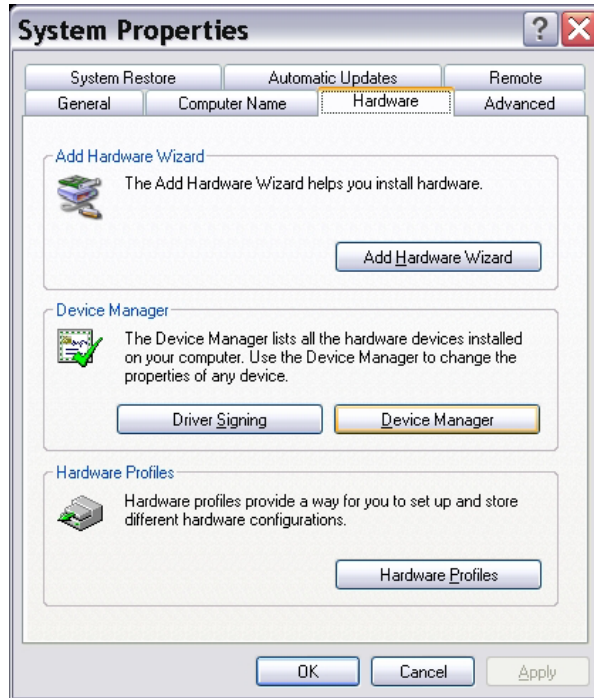 System Properties
System Restore Automatic Updates Remote
General Computer Name Hardware Advanced
Add Hardware Wizard
The Add Hardware Wizard helps you install hardware.
Add Hardware Wizard
Device Manager
The Device Manager lists all the hardware devices installed
on your computer. Use the Device Manager to change the
properties of any device.
Driver Signing Device Manager
Hardware Profiles
Hardware profiles provide a way for you to set up and store
different hardware configurations.
Hardware Profiles
OK Cancel Apply